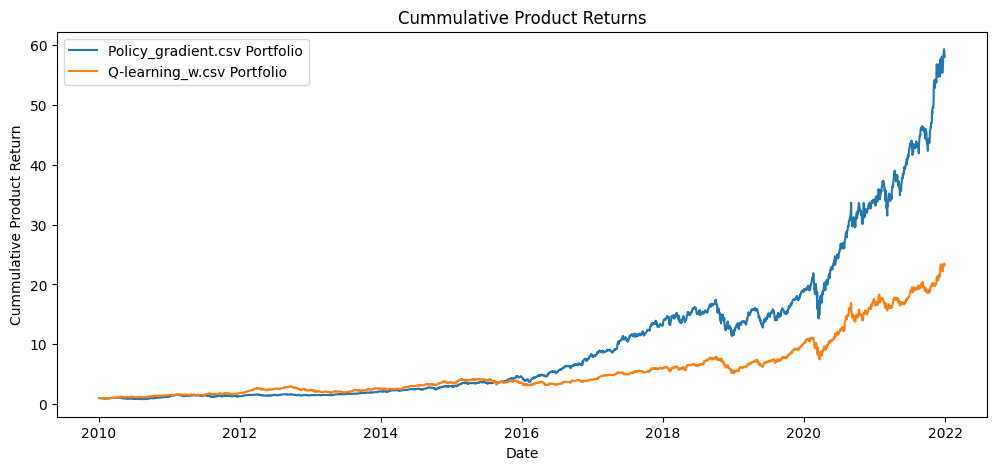 Cummulative Product Returns
Policy_gradient.csv Portfolio
Q-learning_w.csv Portfolio
Cummulative Product Return
60
50
40
30
20
10
0
2010
2012
2014
2016
2018
2020
2022
Date